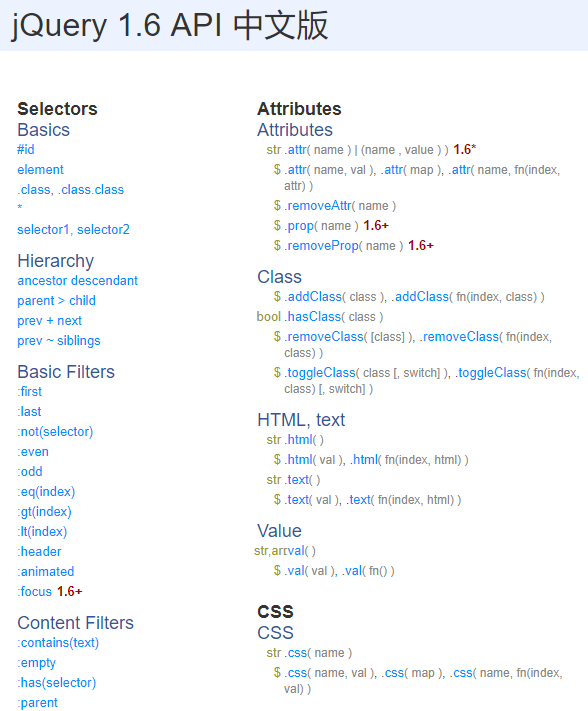 jQuery 1.6 API 中文版
Selectors
Basics
#id
element
.class, .class.class
*
selector1, selector2
Hierarchy
ancestor descendant
parent > child
prev + next
prev ~ siblings
Basic Filters
:first
:last
:not(selector)
:even
:odd
:eq(index)
:gt(index)
:lt(index)
:header
:animated
:focus 1.6+
Content Filters
:contains(text)
:empty
:has(selector)
:parent
Attributes
Attributes
str .attr( name ) | (name , value ) ) 1.6*
$ .attr( name, val ), .attr( map ), .attr( name, fn(index,
attr) )
$ .removeAttr( name )
$ .prop( name ) 1.6+
$ .removeProp( name ) 1.6+
Class
$ .addClass( class ), .addClass( fn(index, class) )
bool .hasClass( class )
$ .removeClass( [class] ), .removeClass( fn(index,
class) )
$ .toggleClass( class [, switch] ), .toggleClass( fn(index,
class) [, switch] )
HTML, text
str .html( )
$ .html( val ), .html( fn(index, html) )
str .text( )
$ .text( val ), .text( fn(index, html) )
Value
str,arr.val( )
$ .val( val ), .val( fn() )
CSS
CSS
str .css( name )
$ .css( name, val ), .css( map ), .css( name, fn(index,
val) )